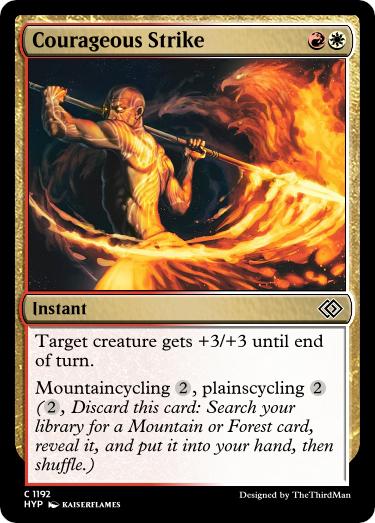 Courageous Strike
Instant
Target creature gets +3/+3 until end
of turn.
Mountaincycling 2, plainscycling 2
(2, Discard this card: Search your
library for a Mountain or Forest card,
reveal it, and put it into your hand, then
shuffle.)
C 1192
HYP KAISERFLAMES
Designed by TheThirdMan